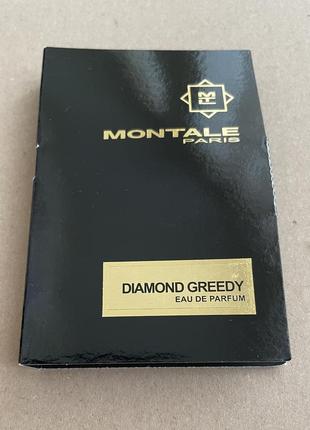 MONTALE
PARIS
DIAMOND GREEDY
EAU DE PARFUM